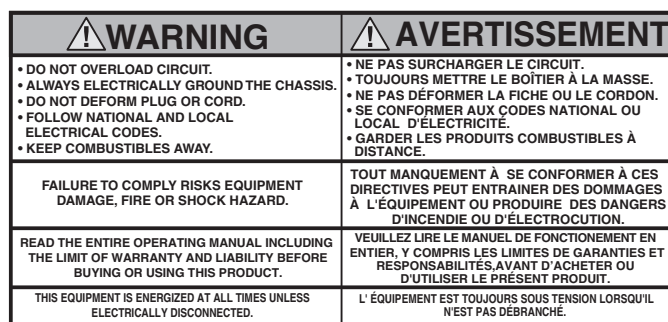 WARNING
• DO NOT OVERLOAD CIRCUIT.
• ALWAYS ELECTRICALLY GROUND THE CHASSIS.
• DO NOT DEFORM PLUG OR CORD.
• FOLLOW NATIONAL AND LOCAL
ELECTRICAL CODES.
• KEEP COMBUSTIBLES AWAY.
FAILURE TO COMPLY RISKS EQUIPMENT
DAMAGE, FIRE OR SHOCK HAZARD.
READ THE ENTIRE OPERATING MANUAL INCLUDING
THE LIMIT OF WARRANTY AND LIABILITY BEFORE
BUYING OR USING THIS PRODUCT.
THIS EQUIPMENT IS ENERGIZED AT ALL TIMES UNLESS
ELECTRICALLY DISCONNECTED.
AVERTISSEMENT
• NE PAS SURCHARGER LE CIRCUIT.
• TOUJOURS METTRE LE BOÎTIER À LA MASSE.
• NE PAS DÉFORMER LA FICHE OU LE CORDON.
• SE CONFORMER AUX CODES NATIONAL OU
LOCAL D'ÉLECTRICITÉ.
• GARDER LES PRODUITS COMBUSTIBLES À
DISTANCE.
TOUT MANQUEMENT À SE CONFORMER À CES
DIRECTIVES PEUT ENTRAINER DES DOMMAGES
À L'ÉQUIPEMENT OU PRODUIRE DES DANGERS
D'INCENDIE OU D'ÉLECTROCUTION.
VEUILLEZ LIRE LE MANUEL DE FONCTIONEMENT EN
ENTIER, Y COMPRIS LES LIMITES DE GARANTIES ET
RESPONSABILITÉS,AVANT D'ACHETER OU
D'UTILISER LE PRÉSENT PRODUIT.
L' ÉQUIPEMENT EST TOUJOURS SOUS TENSION LORSQU'IL
N'EST PAS DÉBRANCHÉ.